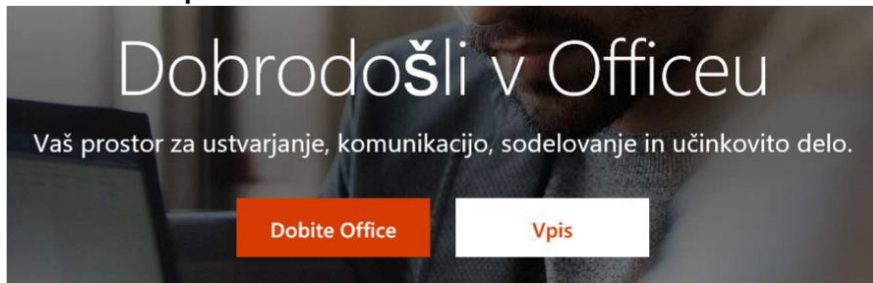 Dobrodošli v Officeu
Vaš prostor za ustvarjanje, komunikacijo, sodelovanje in učinkovito delo.
Dobite Office
Vpis